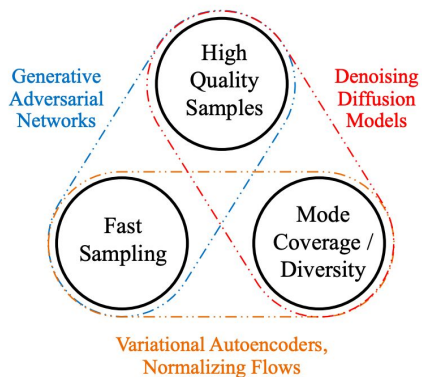 High
Quality
Samples
Generative
Adversarial
Networks
Denoising
Diffusion
Models
Fast
Sampling
Mode
Coverage /
Diversity
Variational Autoencoders,
Normalizing Flows